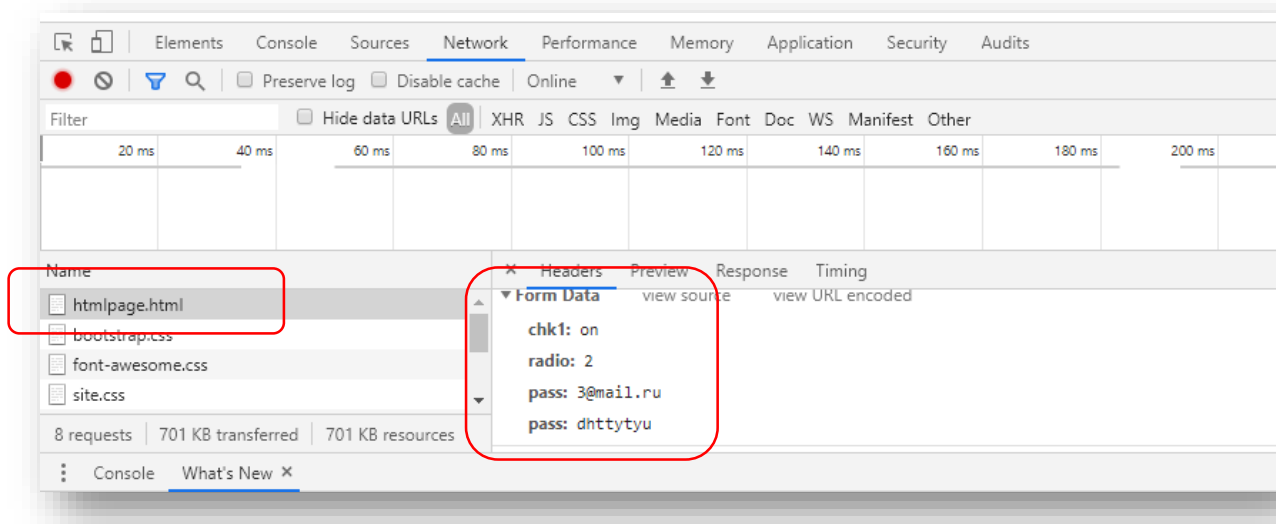 Elements Console Sources Network Performance Memory Application Security Audits
Preserve log Disable cache Online
Filter Hide data URLs All XHR JS CSS Img Media Font Doc WS Manifest Other
20 ms 40 ms 60 ms 80 ms 100 ms 120 ms 140 ms 160 ms 180 ms 200 ms
Name × Headers Preview Response Timing
htmlpage.html
bootstrap.css
font-awesome.css
site.css
8 requests 701 KB transferred 701 KB resources
Form Data view source view URL encoded
chk1: on
radio: 2
pass: 3@mail.ru
pass: dhttytyu
Console What's New ×